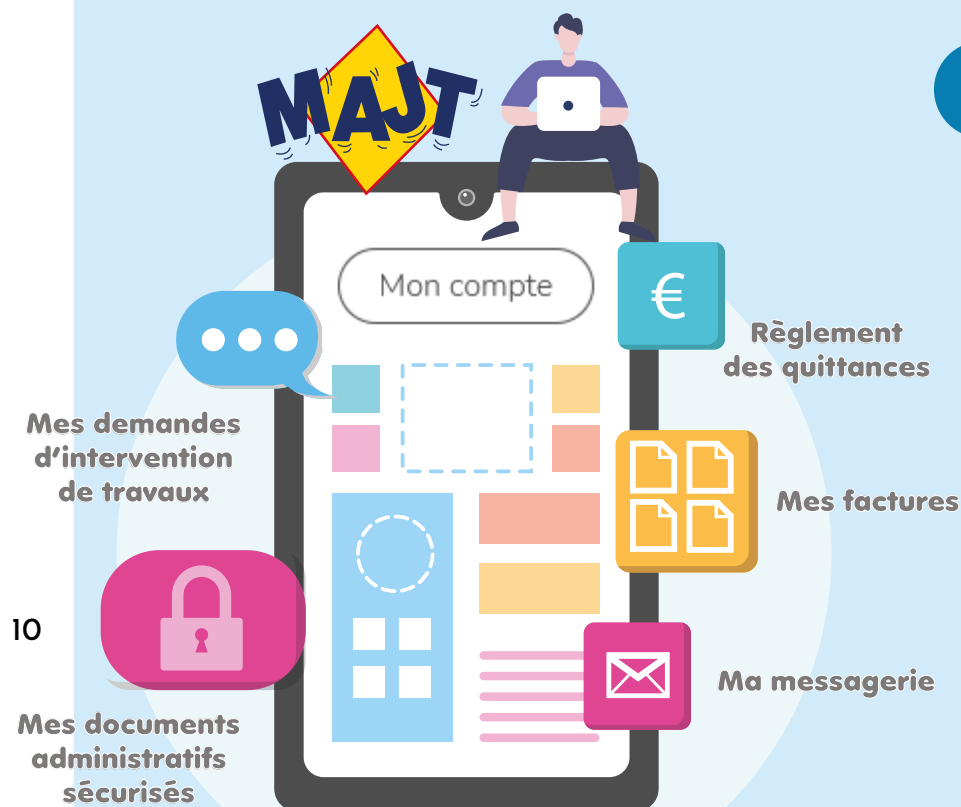 MAJT
Mon compte
€
Règlement
des quittances
Mes demandes
d'intervention
de travaux
Mes factures
10
Ma messagerie
Mes documents
administratifs
sécurisés